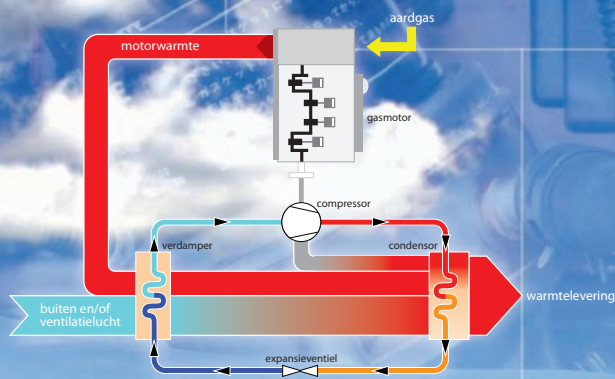 aardgas
motorwarmte
gasmotor
compressor
verdamper
condensor
buiten en/of
ventilatielucht
warmtelevering
expansieventiel